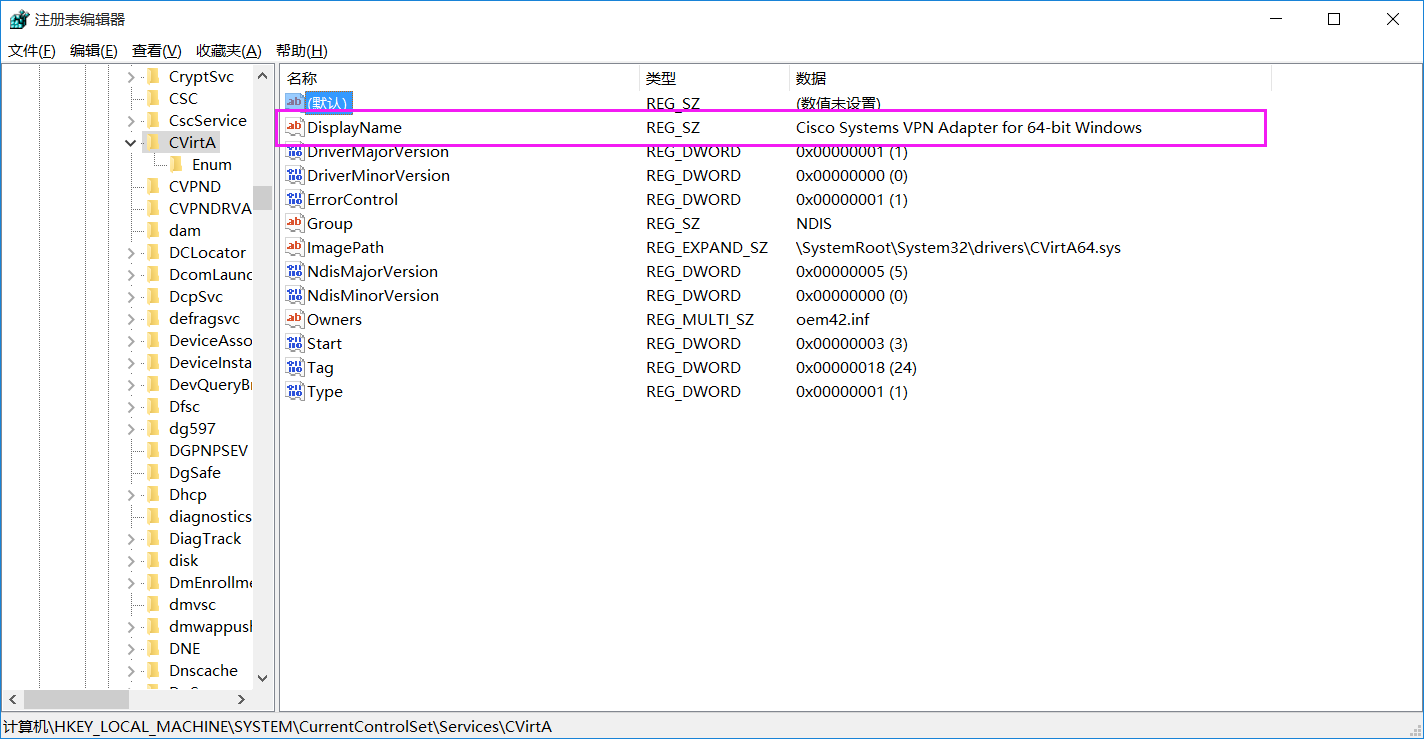 注册表编辑器
文件(F) 编辑(E) 查看(V) 收藏夹(A) 帮助(H)
CryptSvc
CSC
CscService
CVirtA
Enum
CVPND
CVPNDRVA
dam
DCLocator
DcomLaunc
DcpSvc
defragsvc
DeviceAsso
DeviceInsta
DevQueryBr
Dfsc
dg597
DGPNPSEV
DgSafe
Dhcp
diagnostics
DiagTrack
disk
DmEnrollme
dmvsc
dmwappush
DNE
Dnscache
名称 类型 数据
ab (默认) REG_SZ (数值未设置)
ab DisplayName REG_SZ Cisco Systems VPN Adapter for 64-bit Windows
DriverMajorVersion REG_DWORD 0x00000001 (1)
DriverMinorVersion REG_DWORD 0x00000000 (0)
ErrorControl REG_DWORD 0x00000001 (1)
ab Group REG_SZ NDIS
ab ImagePath REG_EXPAND_SZ \SystemRoot\System32\drivers\CVirtA64.sys
NdisMajorVersion REG_DWORD 0x00000005 (5)
NdisMinorVersion REG_DWORD 0x00000000 (0)
ab Owners REG_MULTI_SZ oem42.inf
Start REG_DWORD 0x00000003 (3)
Tag REG_DWORD 0x00000018 (24)
Type REG_DWORD 0x00000001 (1)
计算机\HKEY_LOCAL_MACHINE\SYSTEM\CurrentControlSet\Services\CVirtA